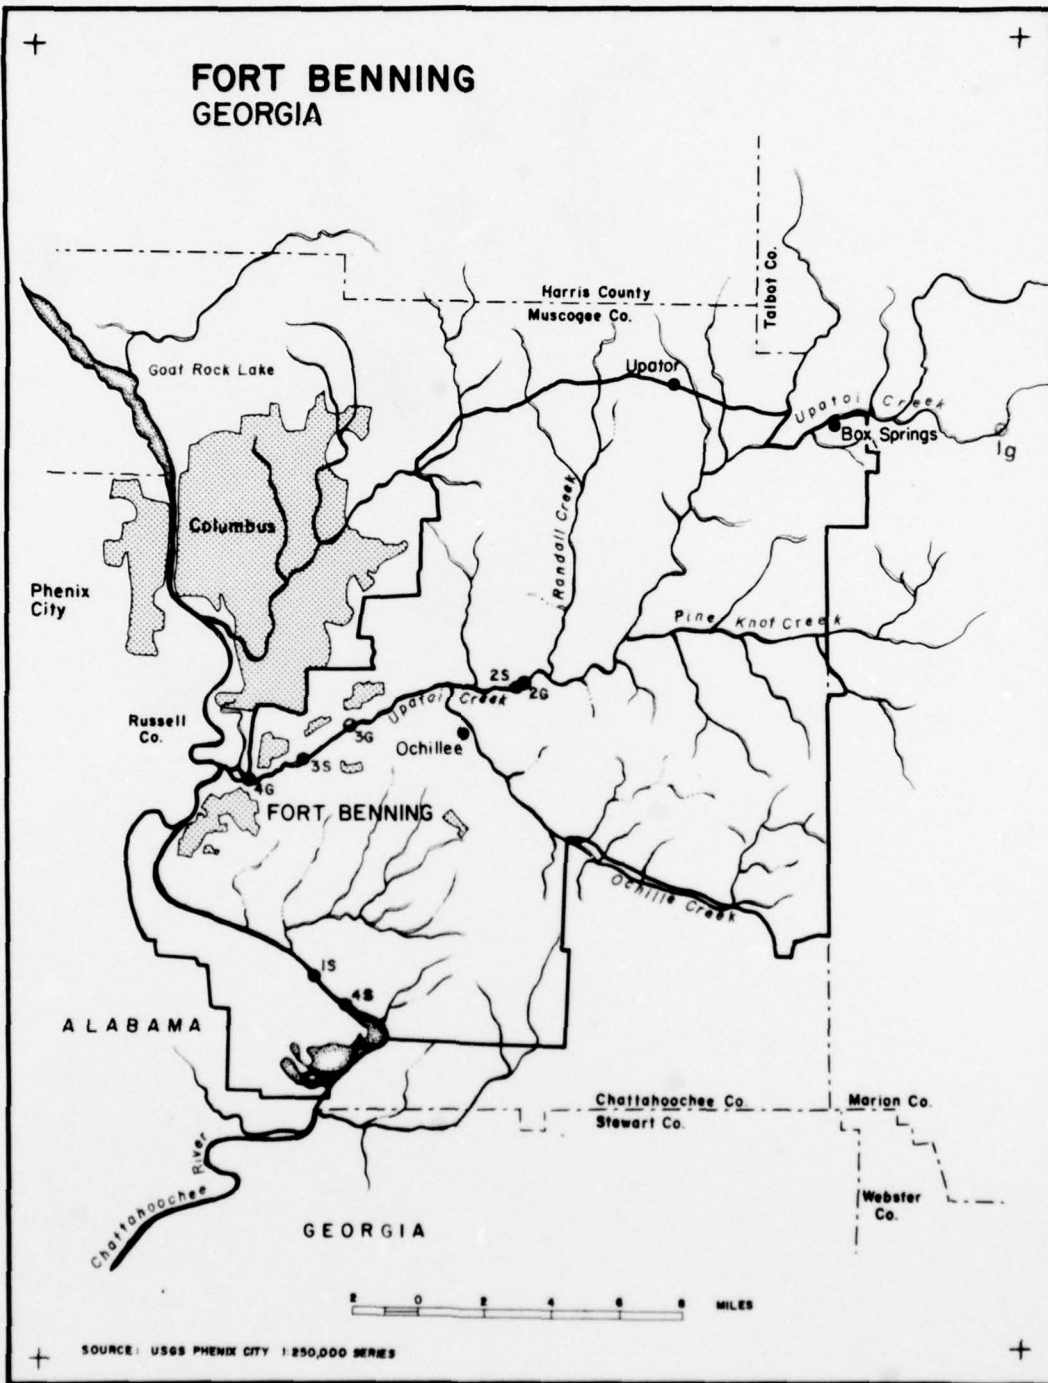 FORT BENNING
GEORGIA
Talbot Co.
Harris County
Muscogee Co.
Goat Rock Lake
Upator
Upatoi Creek
Box Springs
1g
Columbus
Randall Creek
Phenix
City
Pine Knot Creek
2S
2G
Upatoi Creek
Russell
Co.
3G
Ochillee
3S
4G
FORT BENNING
Ochille Creek
1S
4S
ALABAMA
Chattahoochee Co.
Marion Co.
Stewart Co.
Chattahoochee River
Webster
Co.
GEORGIA
2 0 2 4 6 8 MILES
SOURCE: USGS PHENIX CITY 1:250,000 SERIES